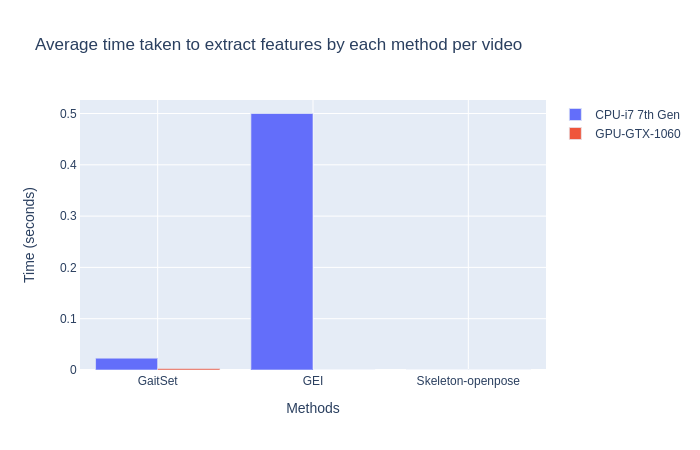 Average time taken to extract features by each method per video
CPU-i7 7th Gen
GPU-GTX-1060
0.5
0.4
0.3
0.2
0.1
0
Time (seconds)
GaitSet
GEI
Skeleton-openpose
Methods